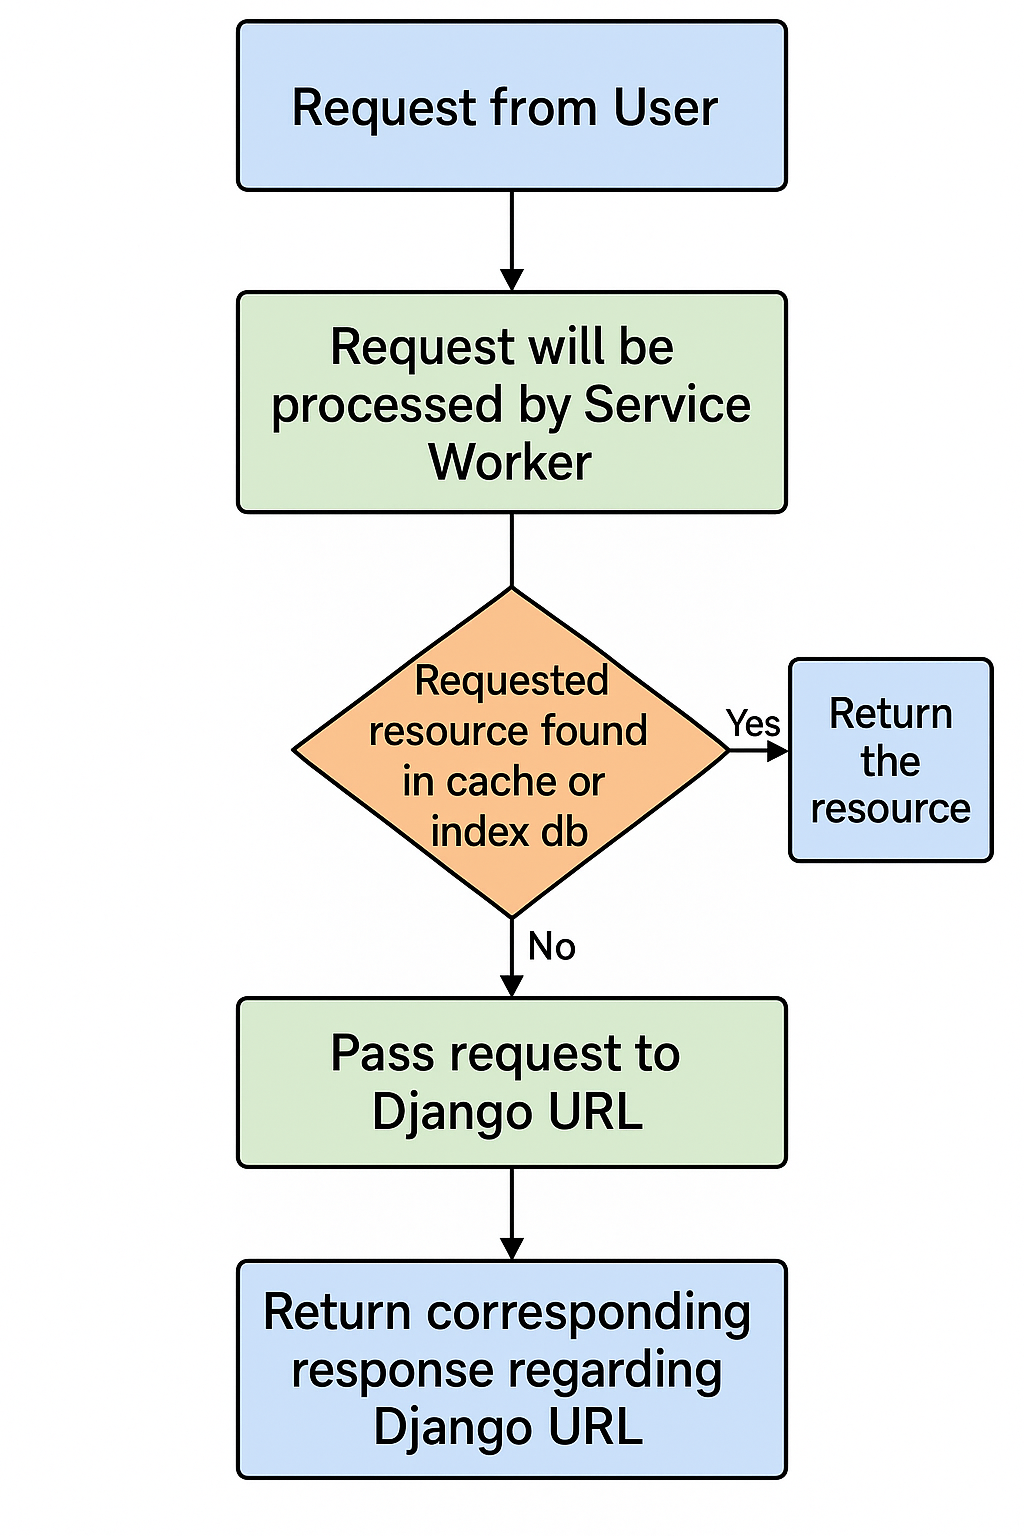 Request from User
Request will be
processed by Service
Worker
Requested
resource found
in cache or
index db
Yes
Return
the
resource
No
Pass request to
Django URL
Return corresponding
response regarding
Django URL